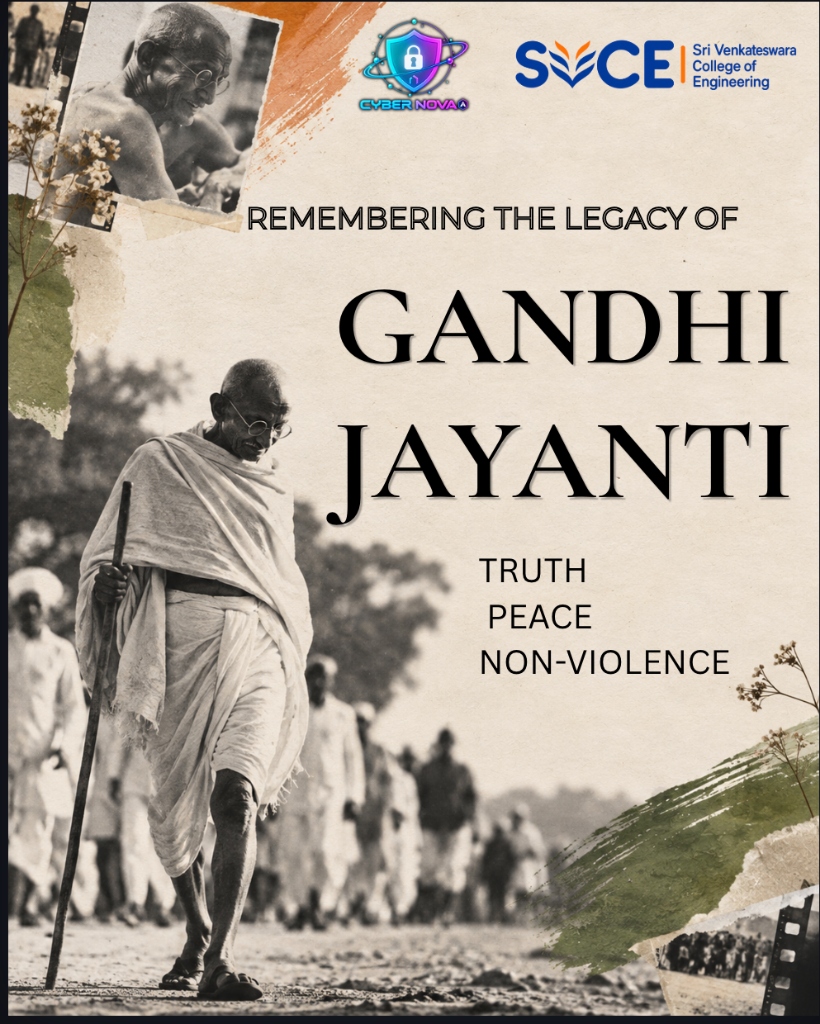 CYBER NOVA
SVCE
Sri Venkateswara
College of
Engineering
REMEMBERING THE LEGACY OF
GANDHI
JAYANTI
TRUTH
PEACE
NON-VIOLENCE